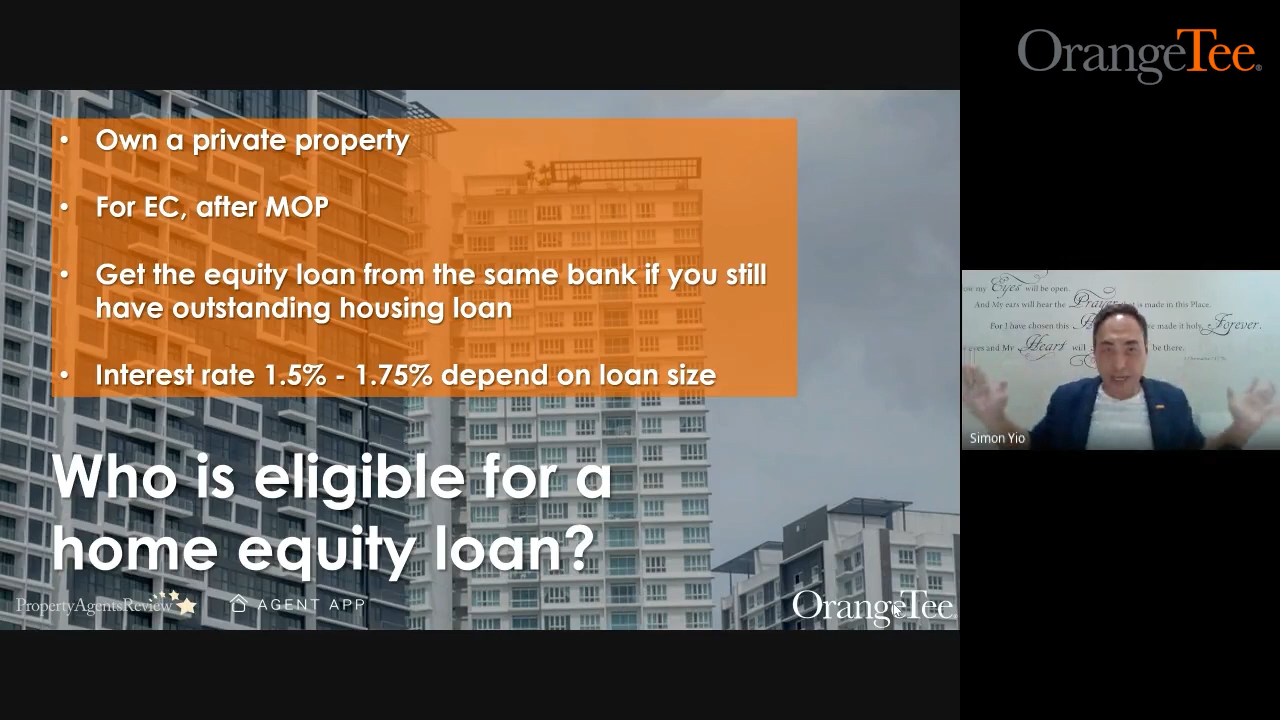 OrangeTee
• Own a private property
• For EC, after MOP
• Get the equity loan from the same bank if you still
have outstanding housing loan
• Interest rate 1.5% - 1.75% depend on loan size
Who is eligible for a
home equity loan?
PropertyAgentsReview
AGENT APP
OrangeTee
Eyes will be open.
And My ears will hear the Prayer that is made in this Place.
For I have chosen this
made it holy Forever.
eyes and My Heart will
be there.
Simon Yio